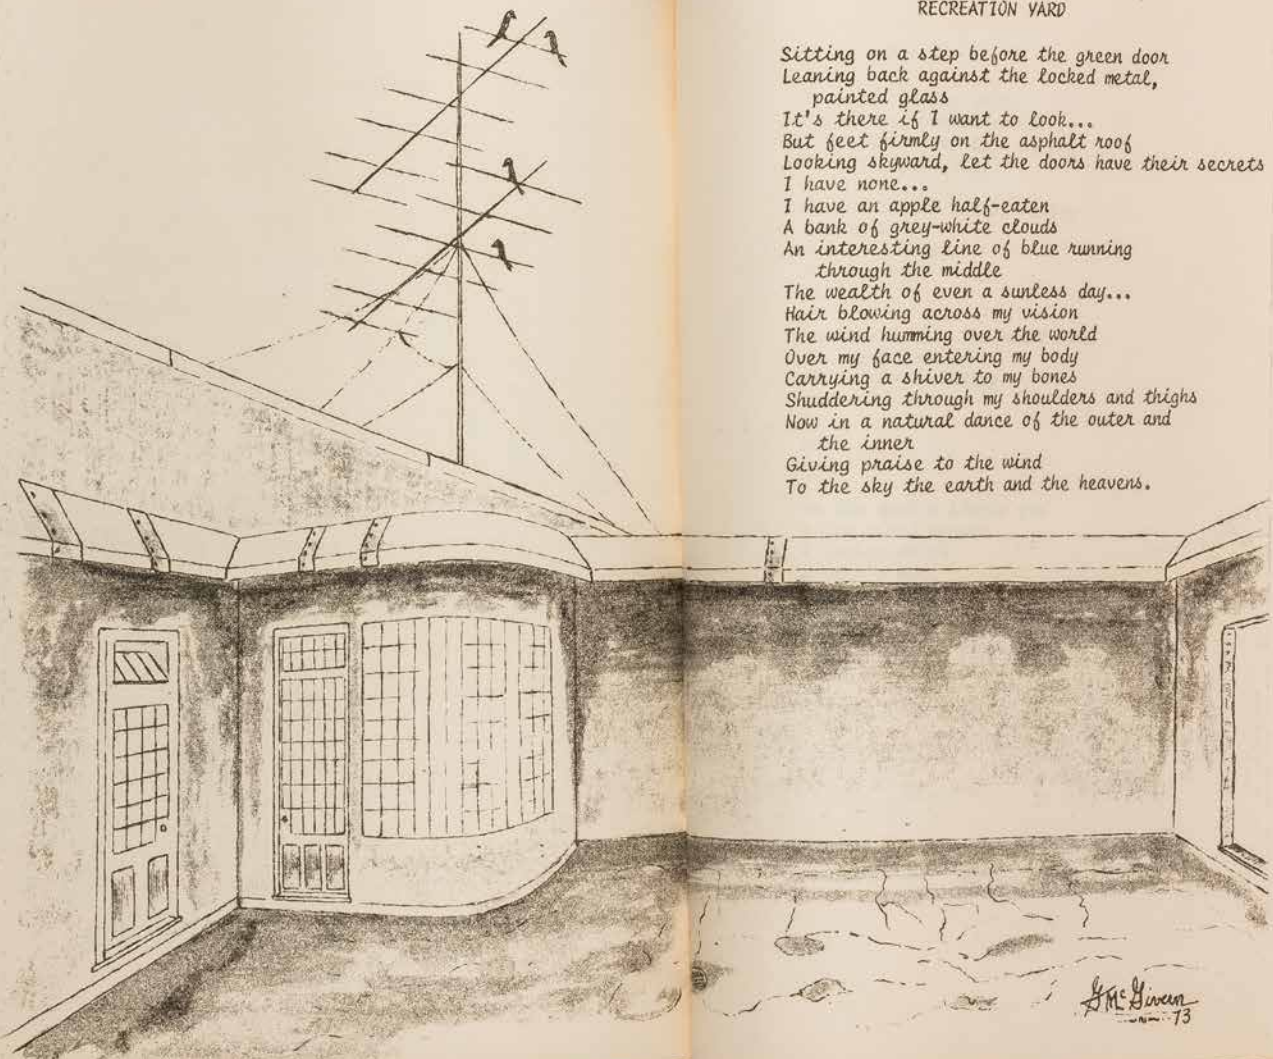 RECREATION YARD
Sitting on a step before the green door
Leaning back against the locked metal,
painted glass
It's there if I want to look...
But feet firmly on the asphalt roof
Looking skyward, let the doors have their secrets
I have none...
I have an apple half-eaten
A bank of grey-white clouds
An interesting line of blue running
through the middle
The wealth of even a sunless day...
Hair blowing across my vision
The wind humming over the world
Over my face entering my body
Carrying a shiver to my bones
Shuddering through my shoulders and thighs
Now in a natural dance of the outer and
the inner
Giving praise to the wind
To the sky the earth and the heavens.
G McGivern
73